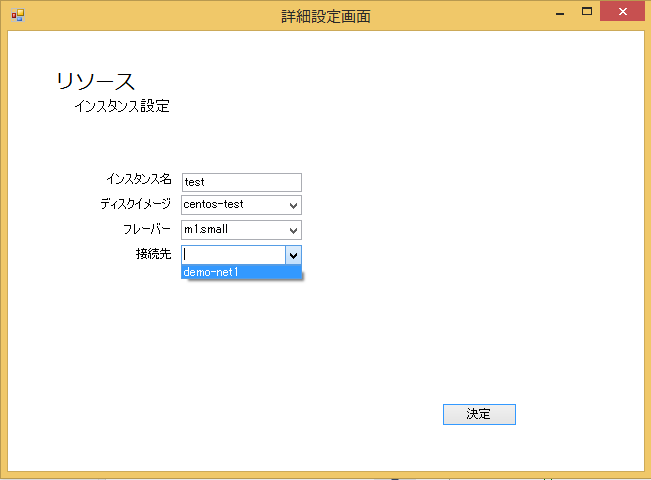 詳細設定画面
リソース
インスタンス設定
インスタンス名 test
ディスクイメージ centos-test
フレーバー m1.small
接続先
demo-net1
決定